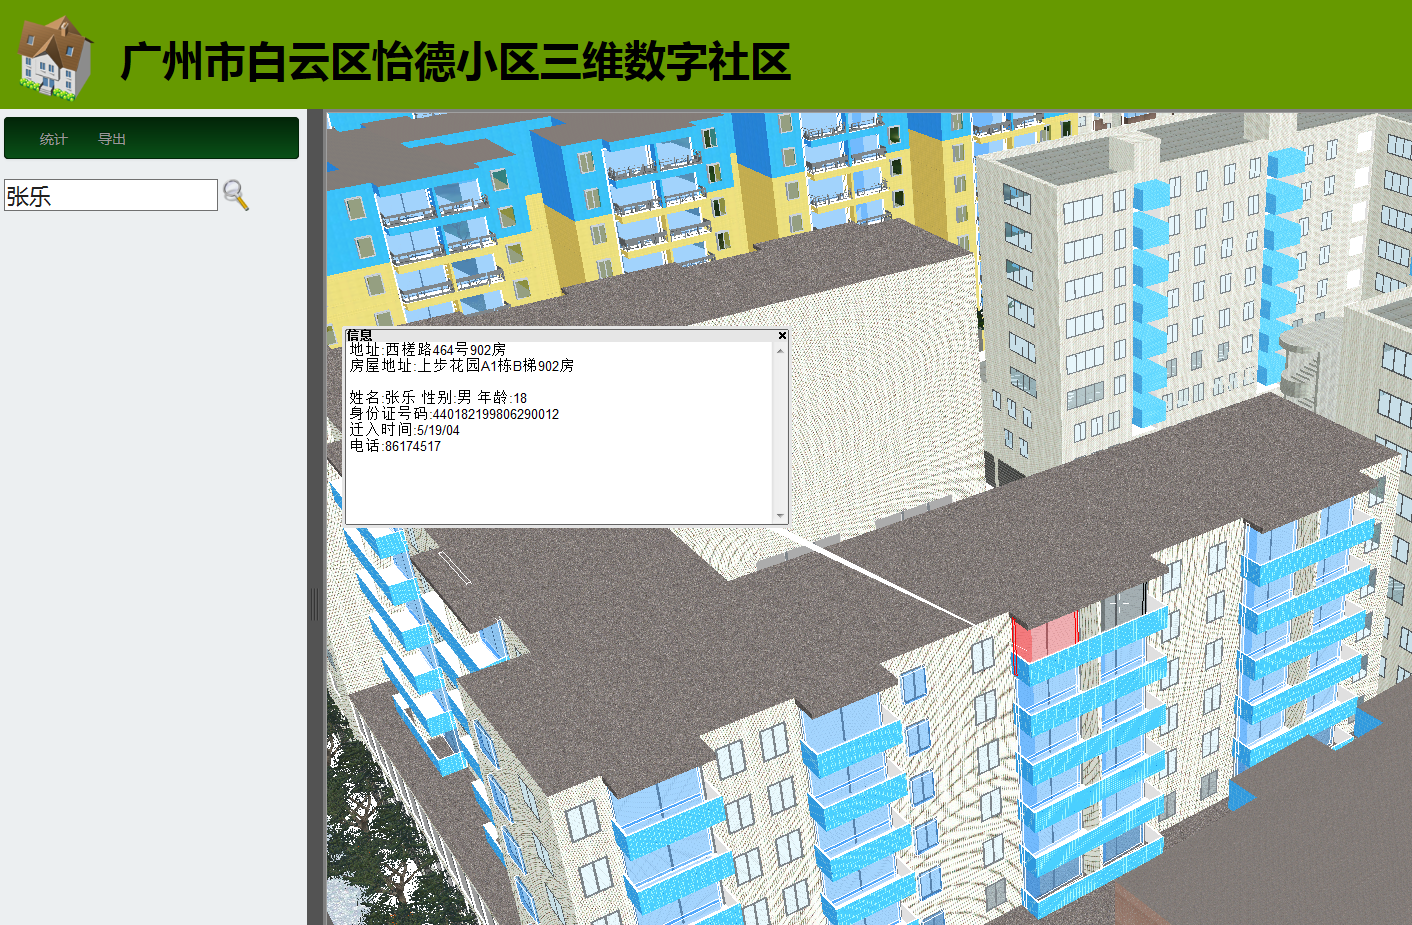 广州市白云区怡德小区三维数字社区
统计 导出
张乐
信息
地址:西槎路464号902房
房屋地址:上步花园A1栋B梯902房
姓名:张乐 性别:男 年龄:18
身份证号码:440182199806290012
迁入时间:5/19/04
电话:86174517